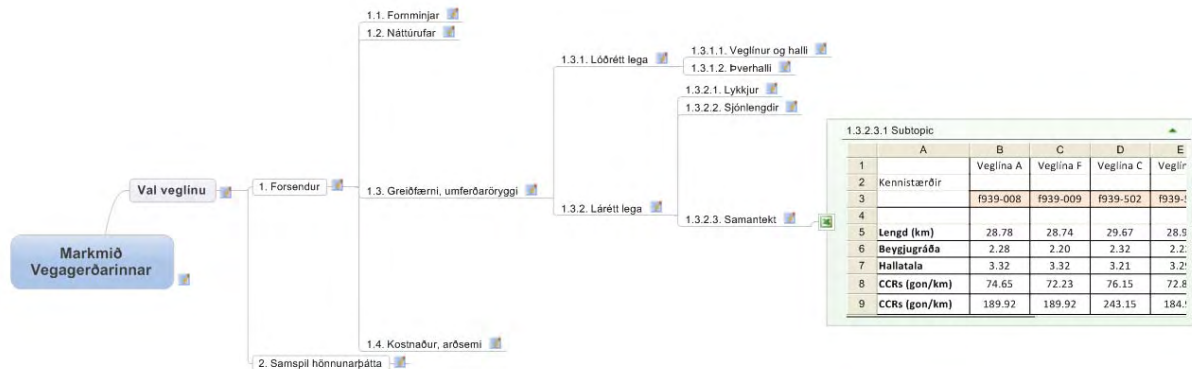 Markmið
Vegagerðarinnar
Val veglínu
1. Forsendur
1.1. Fornminjar
1.2. Náttúrufar
1.3. Greiðfærni, umferðaröryggi
1.3.1. Lóðrétt lega
1.3.1.1. Veglínur og halli
1.3.1.2. Þverhalli
1.3.2. Lárétt lega
1.3.2.1. Lykkjur
1.3.2.2. Sjónlengdir
1.3.2.3. Samantekt
1.3.2.3.1 Subtopic
A B C D E
1 Veglína A Veglína F Veglína C
2 Kennistærðir
3 f939-008 f939-009 f939-502
4
5 Lengd (km) 28.78 28.74 29.67 28.9
6 Beygjugráða 2.28 2.20 2.32
7 Hallatala 3.32 3.32 3.21
8 CCRs (gon/km) 74.65 72.23 76.15 72.8
9 CCRs (gon/km) 189.92 189.92 243.15
1.4. Kostnaður, arðsemi
2. Samspil hönnunarþátta